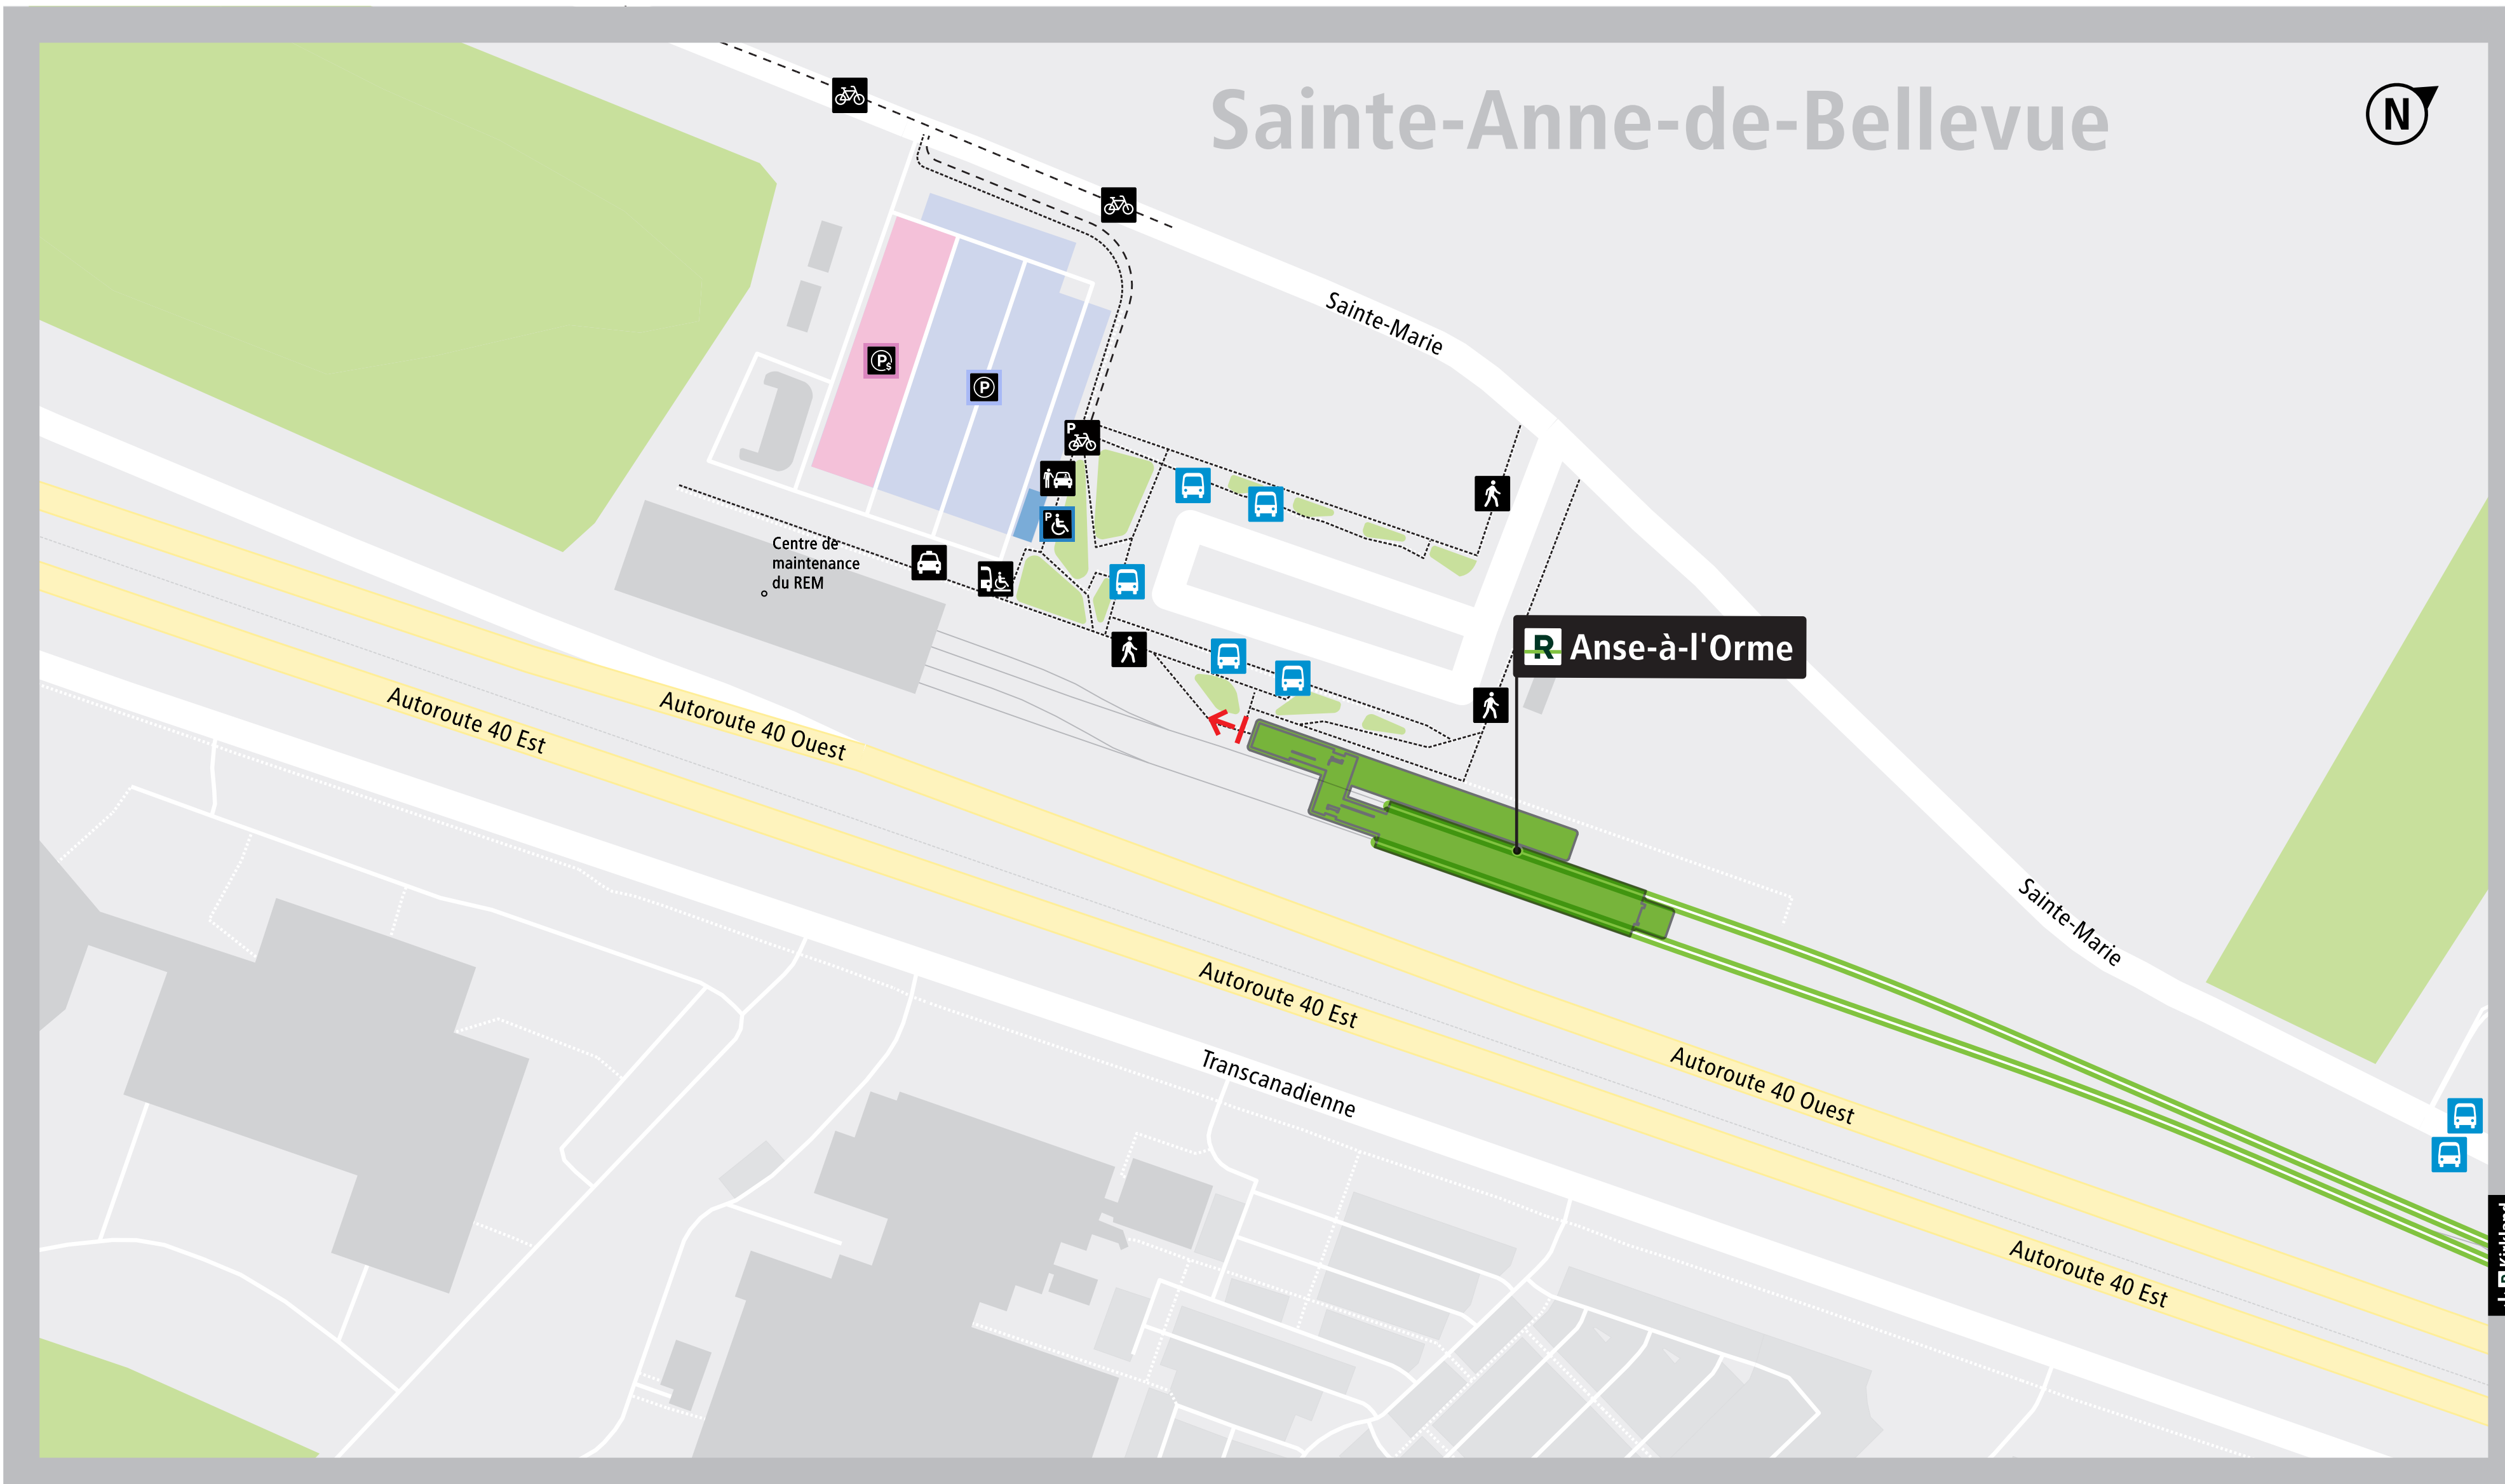 Sainte-Anne-de-Bellevue
N
Sainte-Marie
P$
P
P
P
Centre de
maintenance
du REM
R Anse-à-l'Orme
Autoroute 40 Est
Autoroute 40 Ouest
Sainte-Marie
Autoroute 40 Est
Autoroute 40 Ouest
Transcanadienne
Autoroute 40 Est